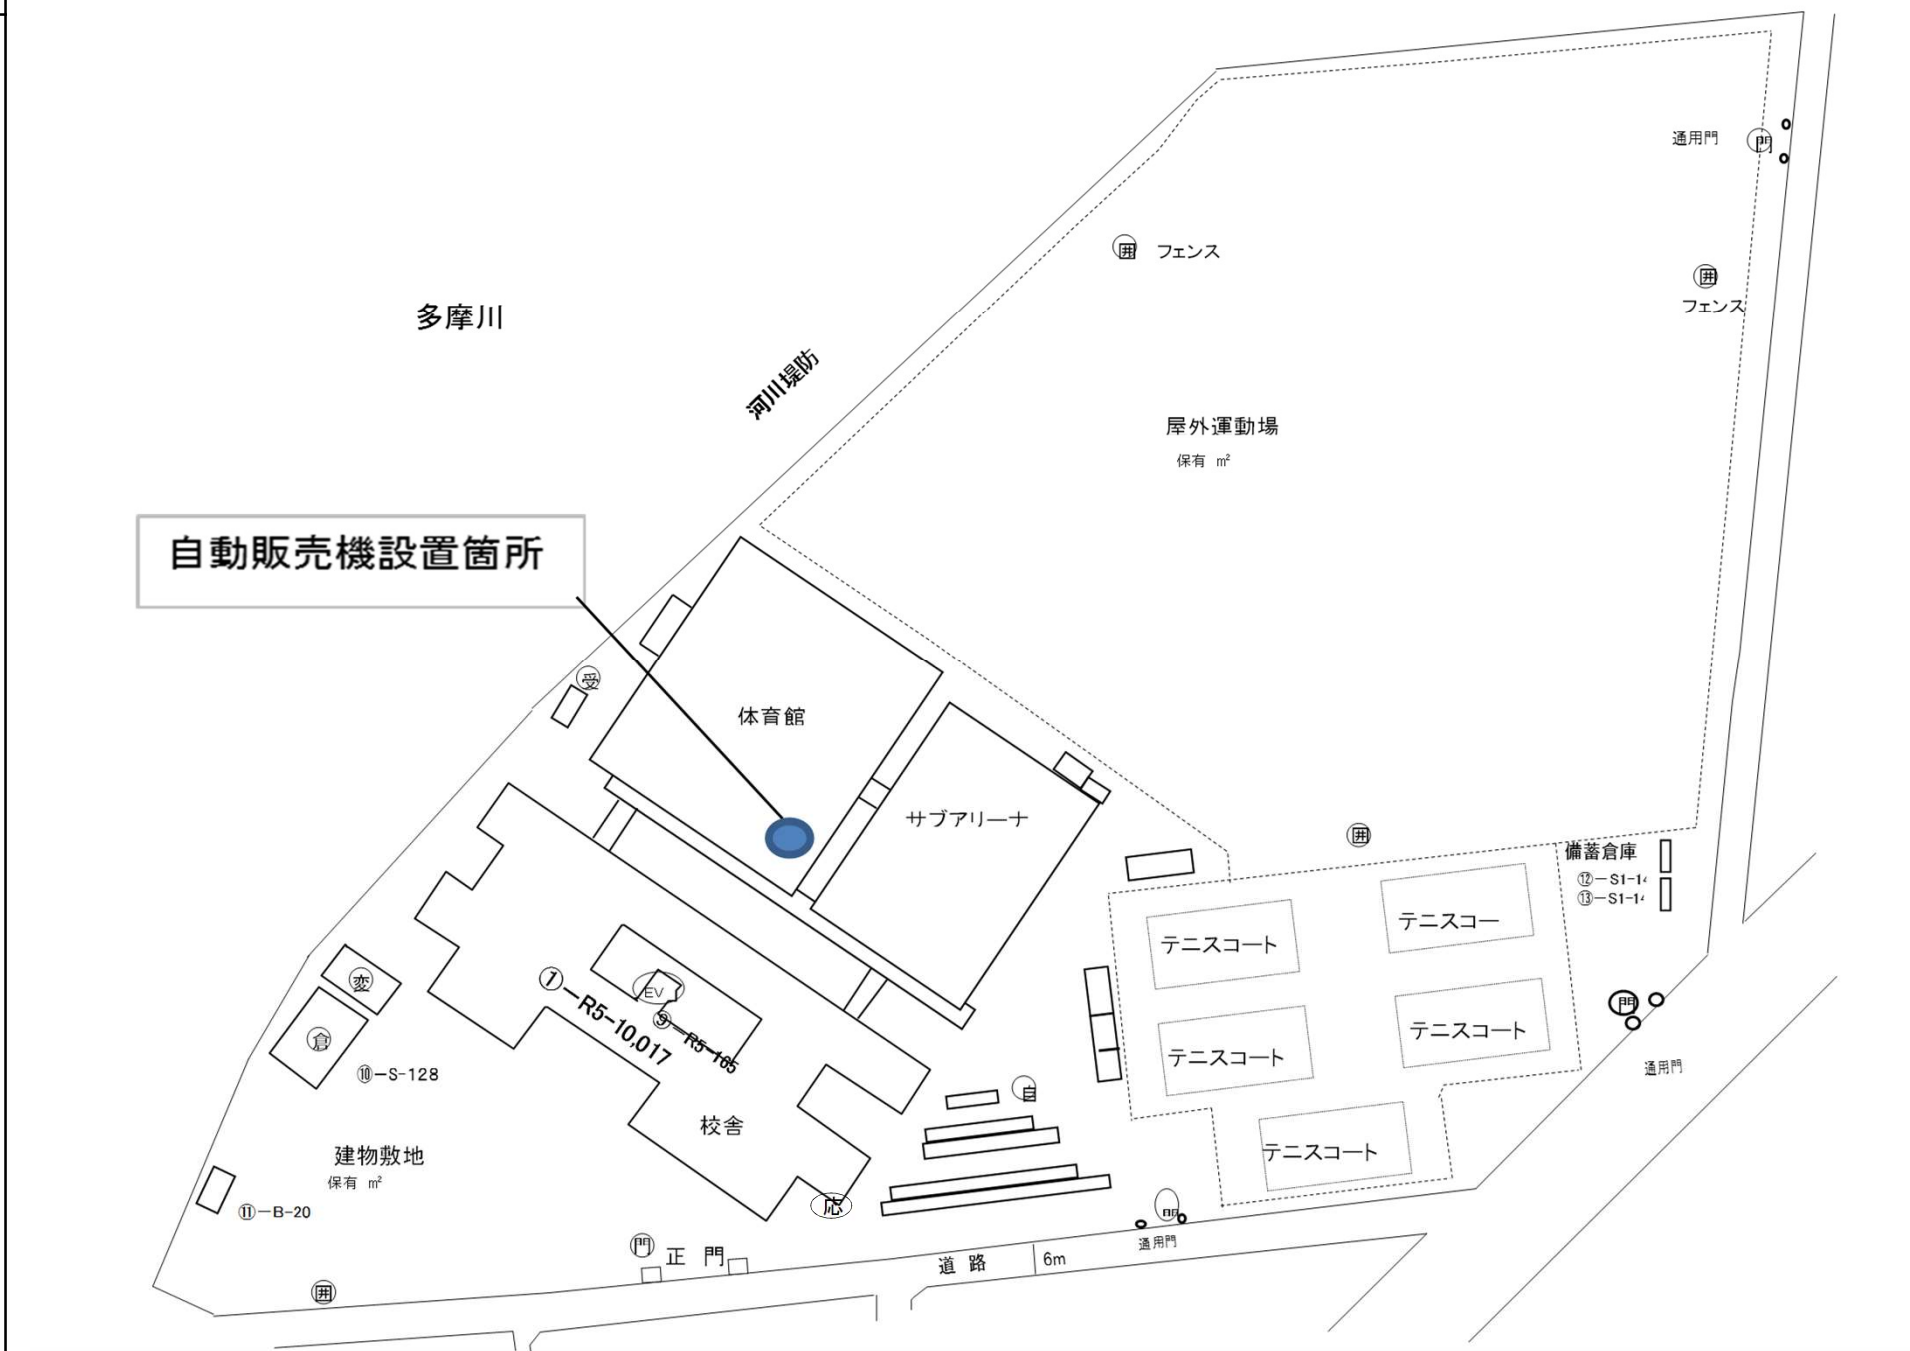 通用門
門
囲 フェンス
囲
フェンス
多摩川
河川堤防
屋外運動場
保有 ㎡
自動販売機設置箇所
受
体育館
サブアリーナ
囲
備蓄倉庫
⑫－S1-14
⑬－S1-14
テニスコート
テニスコー
変
EV
①－R5-10,017
⑨－R5-165
倉
門
テニスコート
テニスコート
通用門
⑩－S-128
自
校舎
テニスコート
建物敷地
保有 ㎡
⑪－B-20
応
門
通用門
門 正 門
道 路 6m
囲